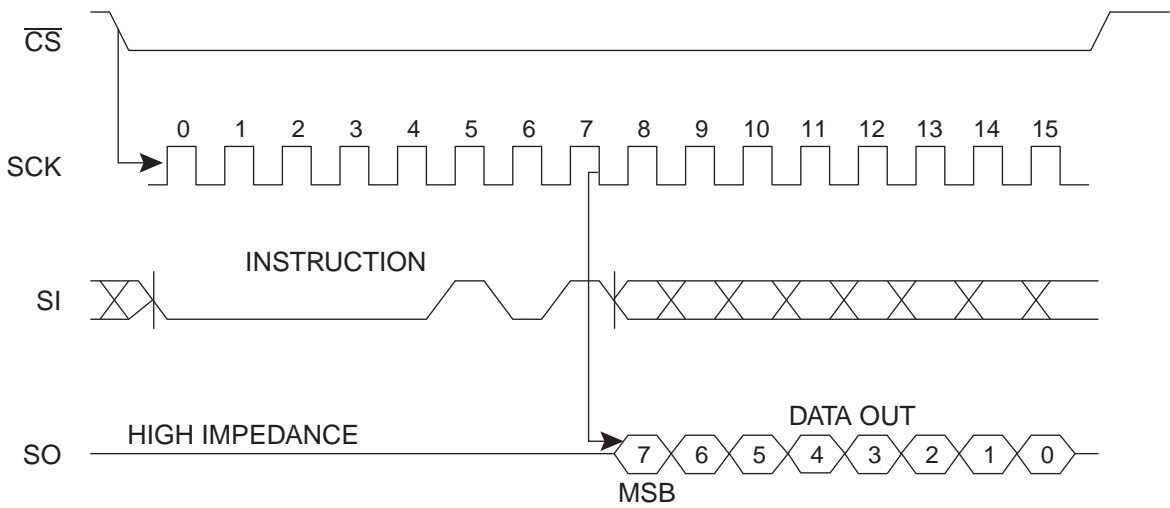 C̅S̅
0 1 2 3 4 5 6 7 8 9 10 11 12 13 14 15
SCK
INSTRUCTION
SI
DATA OUT
HIGH IMPEDANCE
SO
7 6 5 4 3 2 1 0
MSB